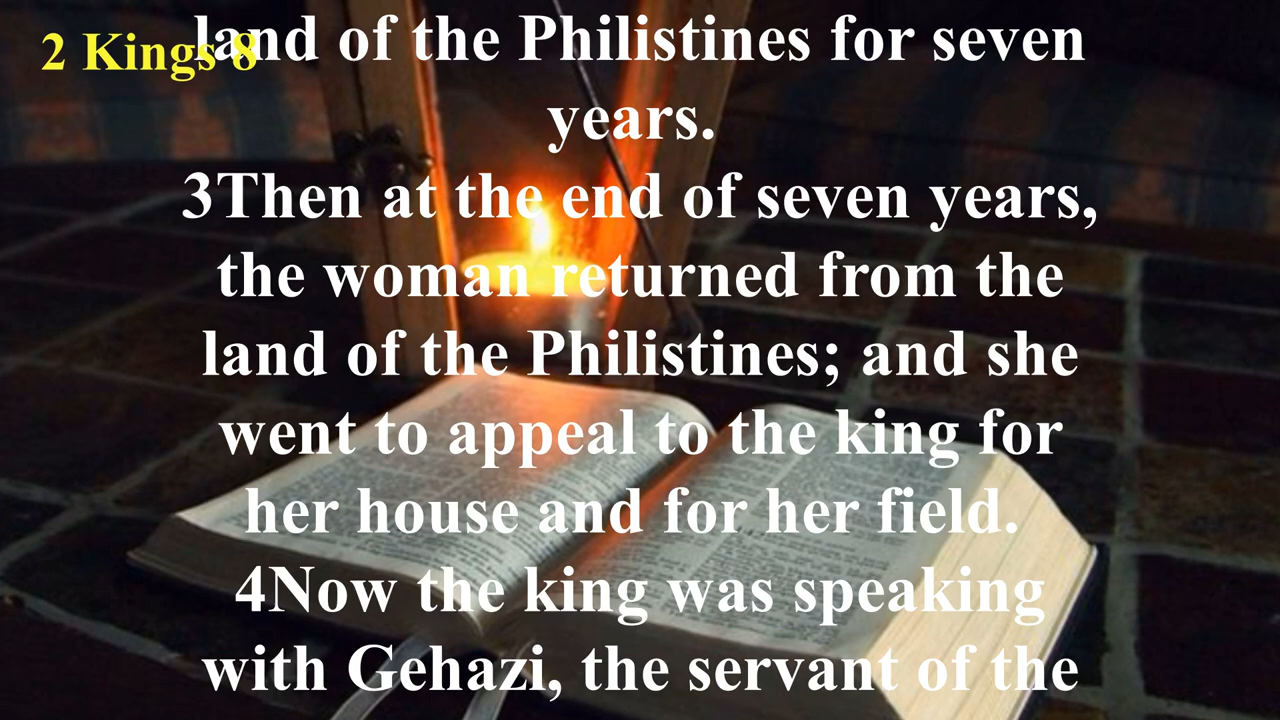 2 Kings 8
land of the Philistines for seven
years.
3Then at the end of seven years,
the woman returned from the
land of the Philistines; and she
went to appeal to the king for
her house and for her field.
4Now the king was speaking
with Gehazi, the servant of the